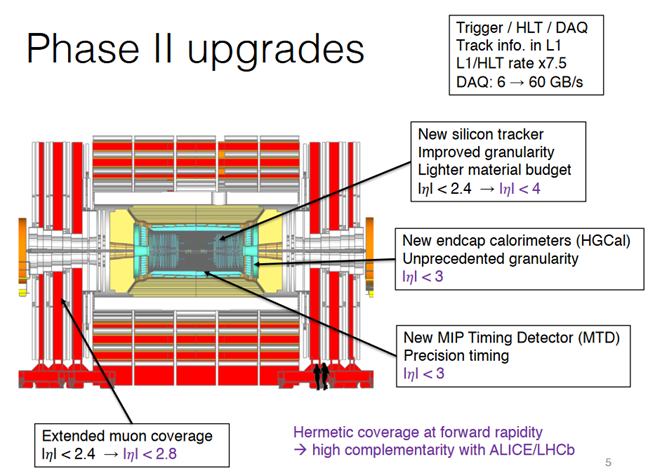 Phase II upgrades
Trigger / HLT / DAQ
Track info. in L1
L1/HLT rate x7.5
DAQ: 6 → 60 GB/s
New silicon tracker
Improved granularity
Lighter material budget
|η| < 2.4 → |η| < 4
New endcap calorimeters (HGCal)
Unprecedented granularity
|η| < 3
New MIP Timing Detector (MTD)
Precision timing
|η| < 3
Extended muon coverage
|η| < 2.4 → |η| < 2.8
Hermetic coverage at forward rapidity
→ high complementarity with ALICE/LHCb
5